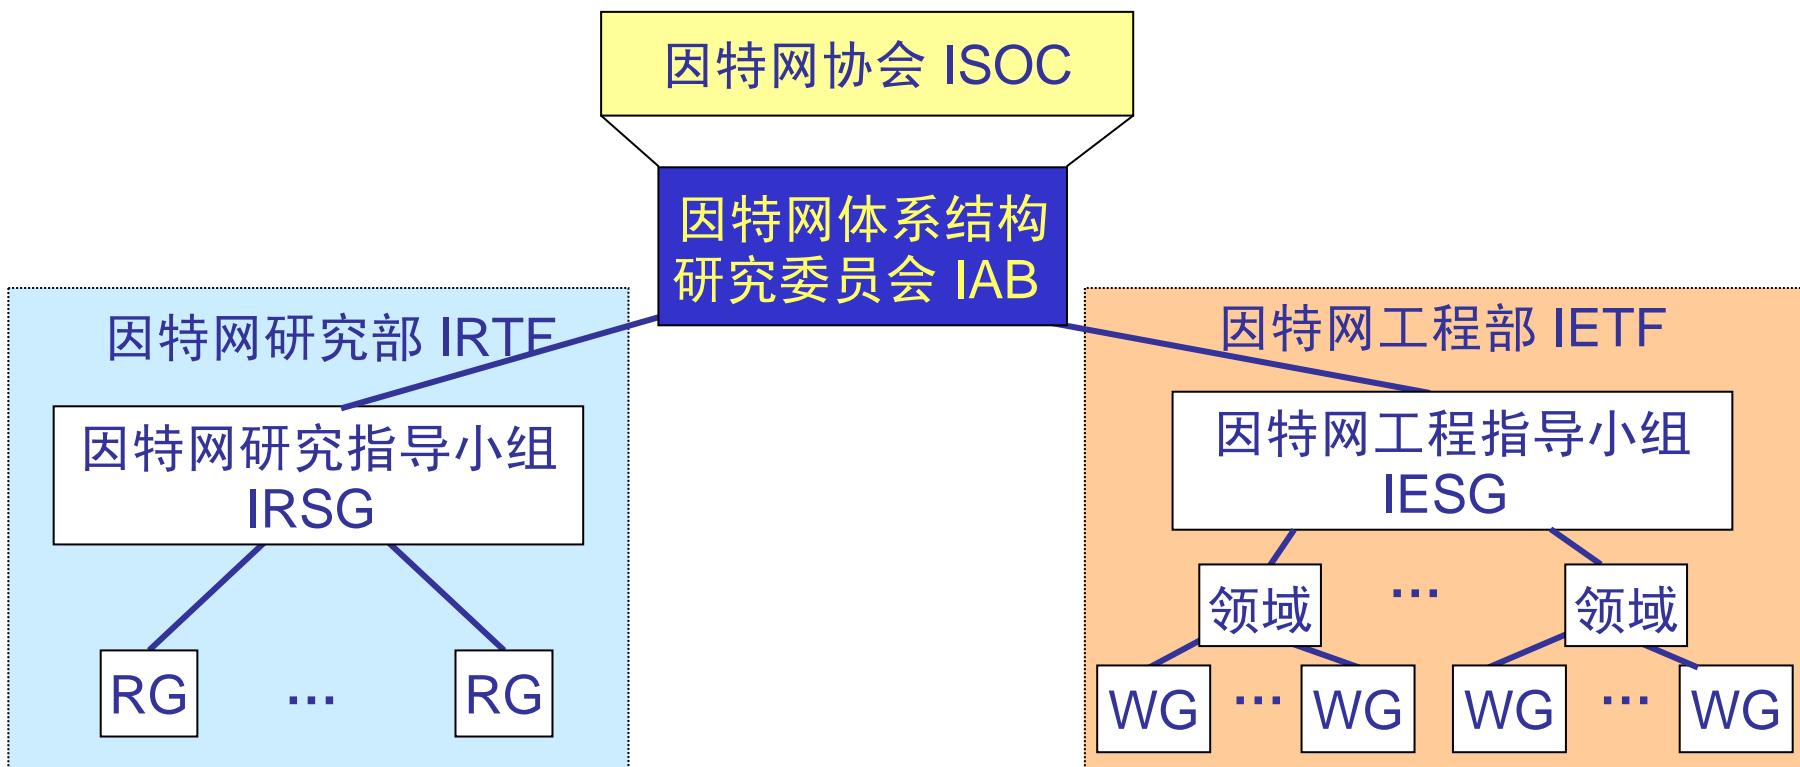 因特网协会 ISOC
因特网体系结构
研究委员会 IAB
因特网研究部 IRTF
因特网工程部 IETF
因特网研究指导小组
IRSG
因特网工程指导小组
IESG
领域 … 领域
RG … RG
WG … WG WG … WG